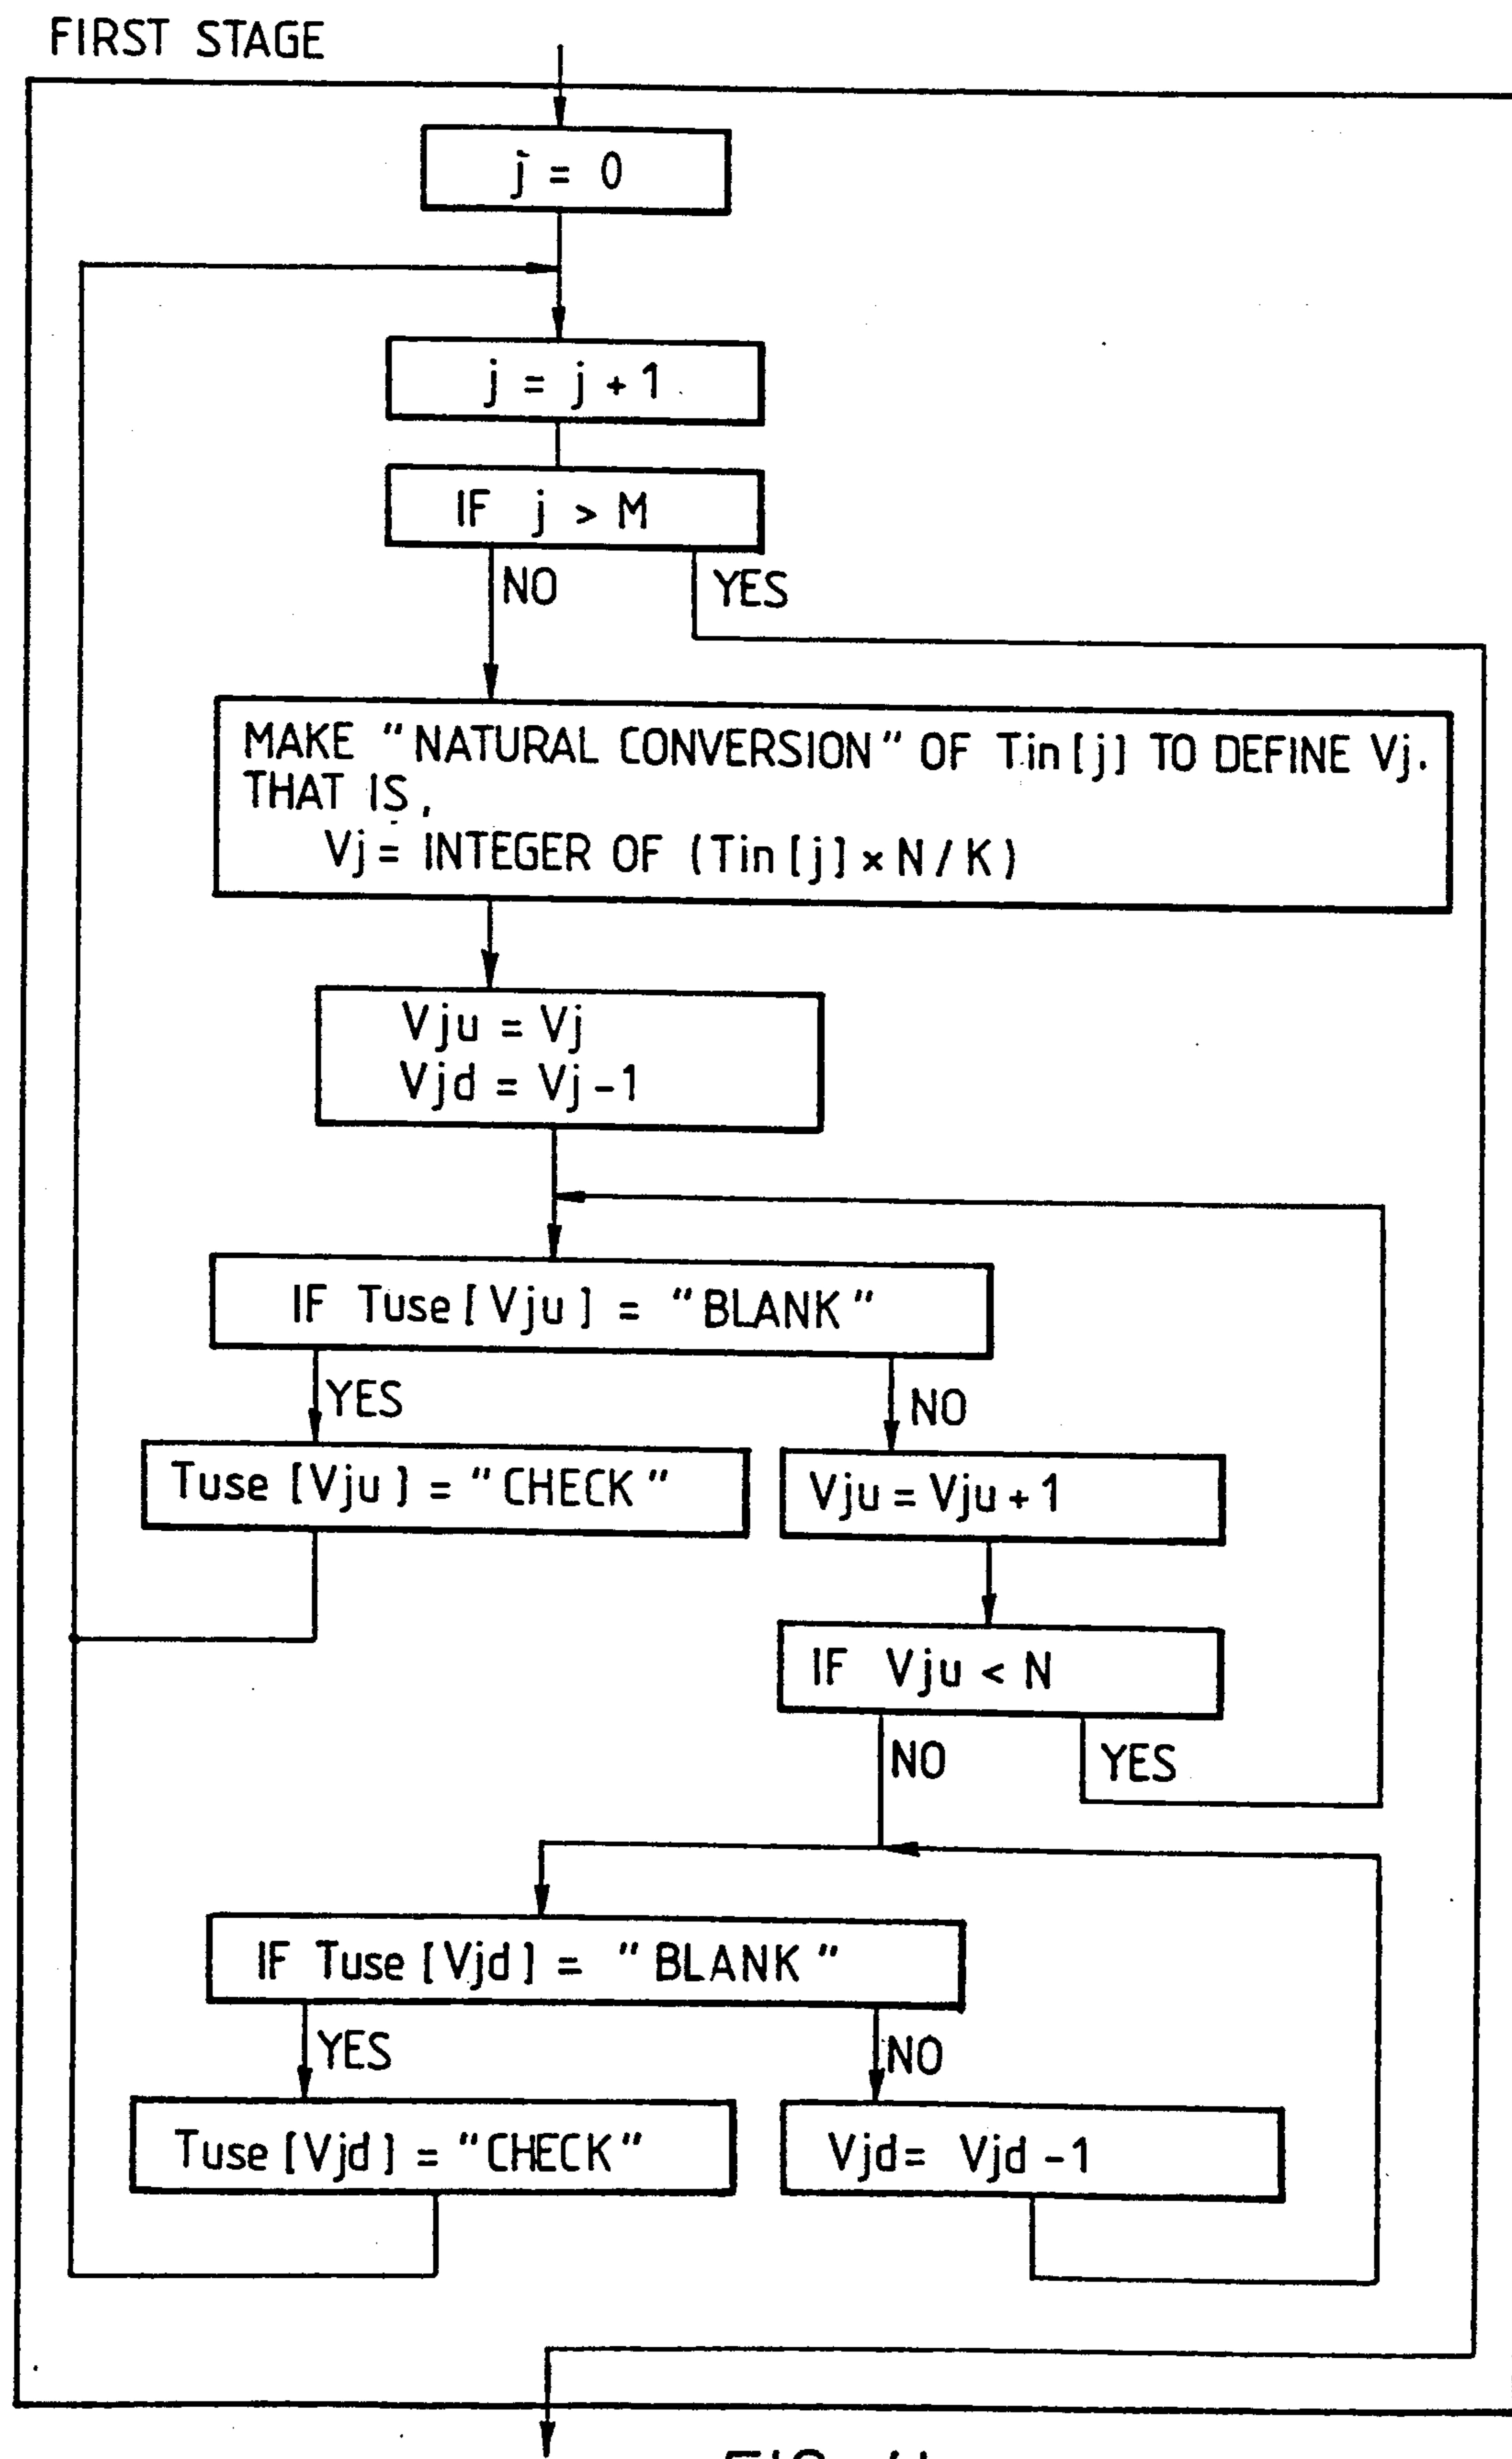 FIRST STAGE
j = 0
j = j + 1
IF j > M
NO
YES
MAKE "NATURAL CONVERSION" OF Tin[j] TO DEFINE Vj.
THAT IS,
Vj = INTEGER OF (Tin[j] × N / K)
Vju = Vj
Vjd = Vj - 1
IF Tuse [Vju] = "BLANK"
YES
NO
Tuse [Vju] = "CHECK"
Vju = Vju + 1
IF Vju < N
NO
YES
IF Tuse [Vjd] = "BLANK"
YES
NO
Tuse [Vjd] = "CHECK"
Vjd = Vjd - 1